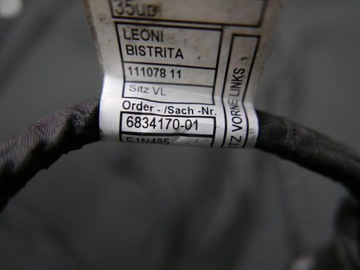 35uD
LEONI
BISTRITA
111078 11
Sitz VL
Order - /Sach -Nr.
6834170-01
SITZ VORNE LINKS